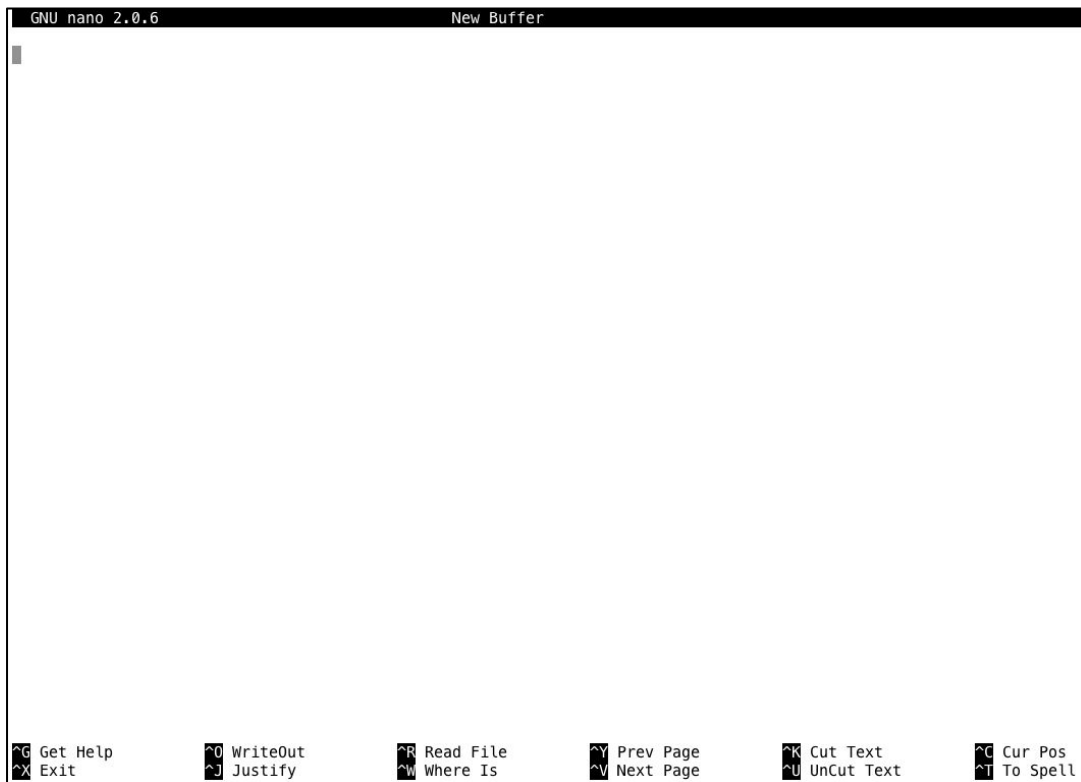 GNU nano 2.0.6 New Buffer
^G Get Help ^O WriteOut ^R Read File ^Y Prev Page ^K Cut Text ^C Cur Pos
^X Exit ^J Justify ^W Where Is ^V Next Page ^U UnCut Text ^T To Spell